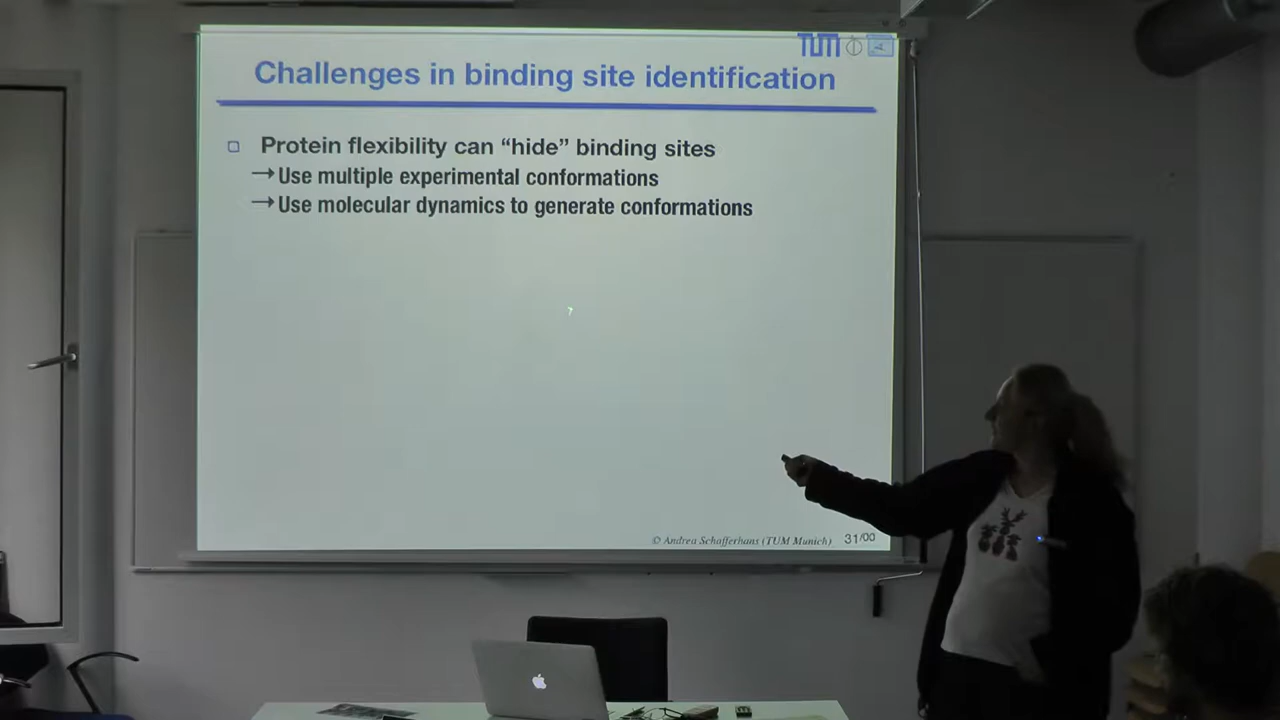 TUM
Challenges in binding site identification
Protein flexibility can “hide” binding sites
→Use multiple experimental conformations
→Use molecular dynamics to generate conformations
© Andrea Schafferhans (TUM Munich) 31/00